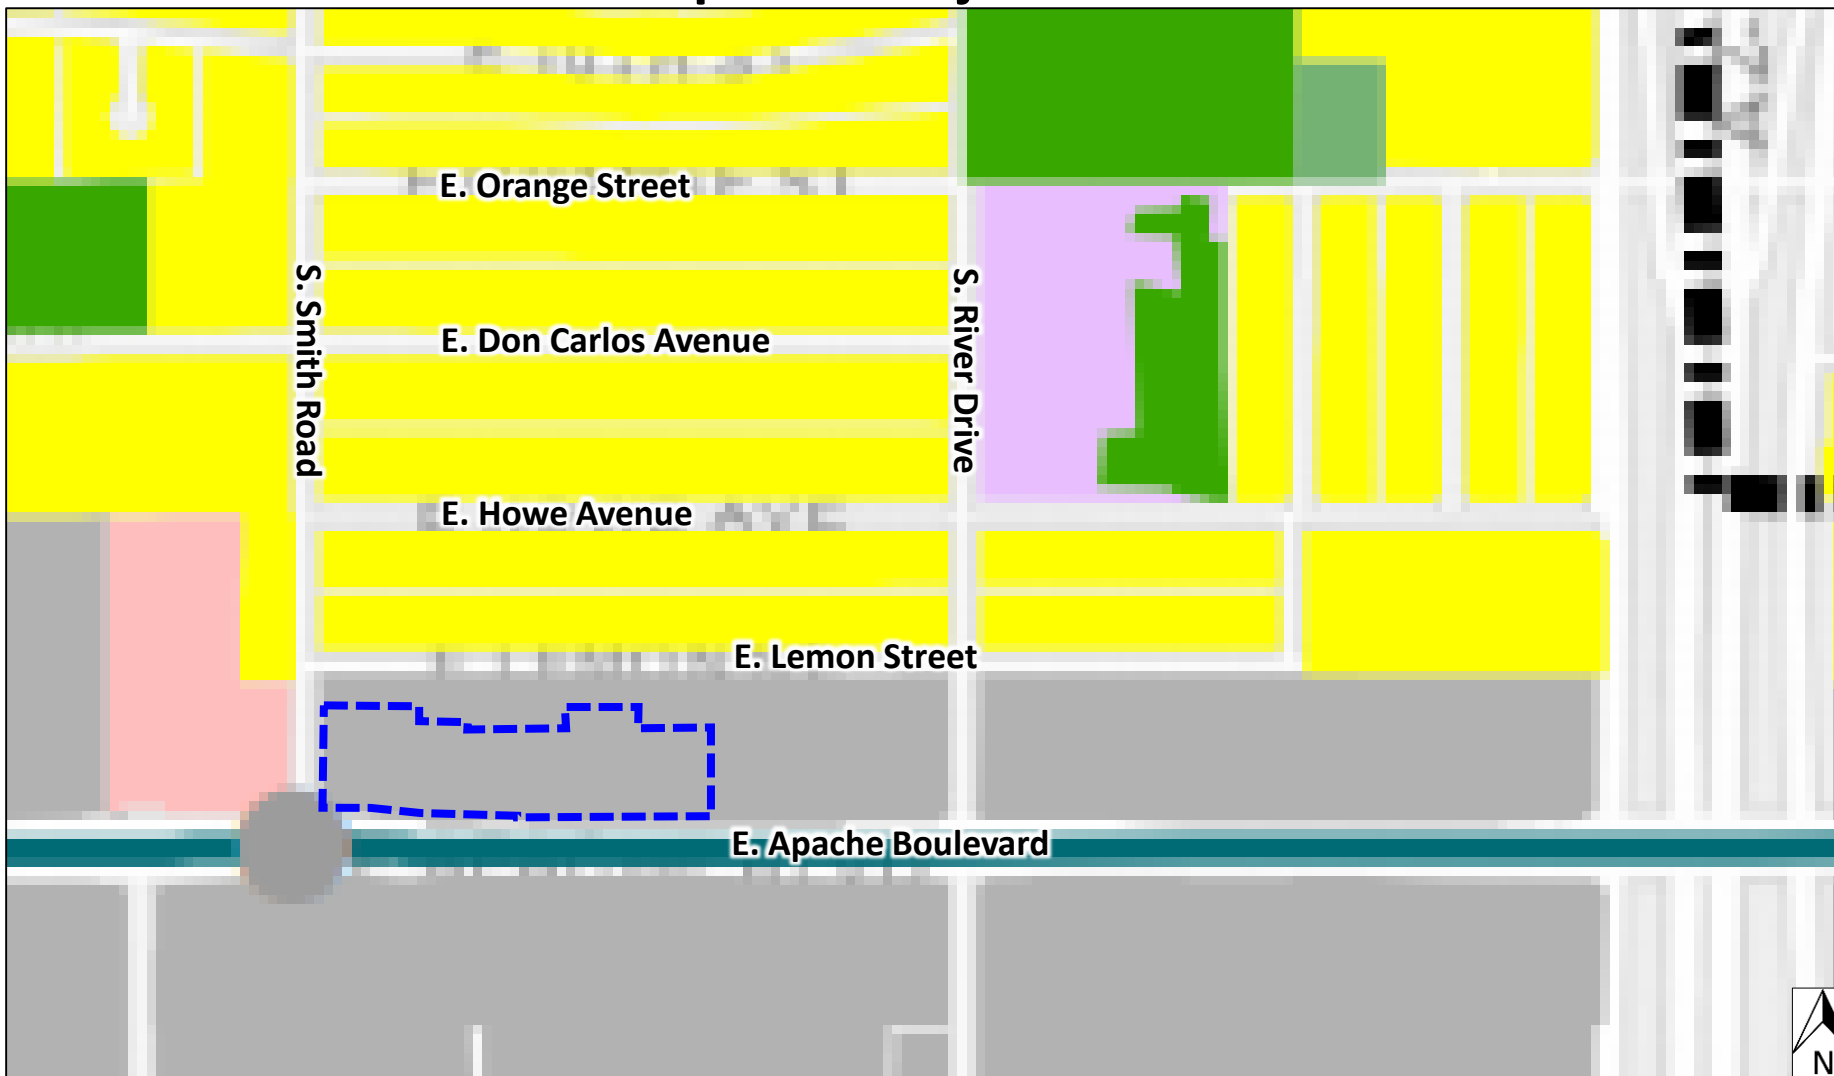 E. Orange Street
S. Smith Road
S. River Drive
E. Don Carlos Avenue
E. Howe Avenue
E. Lemon Street
E. Apache Boulevard
N